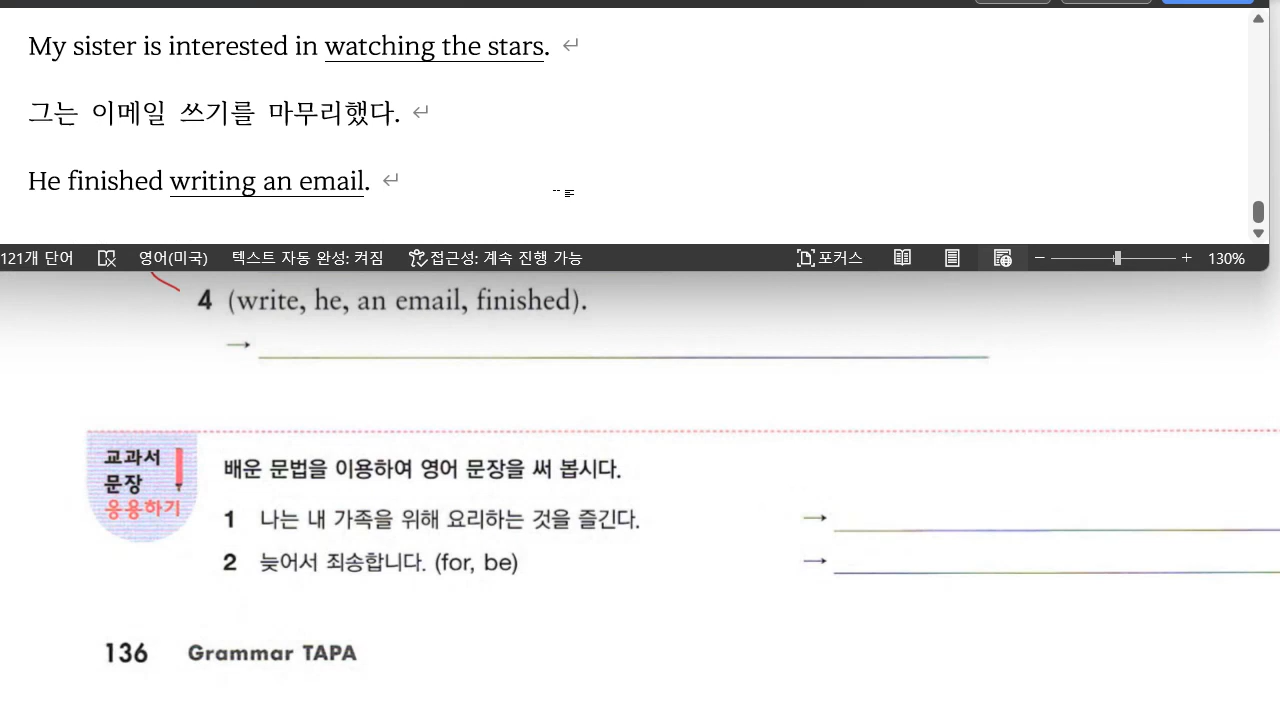 My sister is interested in watching the stars. ↵
그는 이메일 쓰기를 마무리했다. ↵
He finished writing an email. ↵
121개 단어 영어(미국) 텍스트 자동 완성: 켜짐 접근성: 계속 진행 가능 포커스 − + 130%
4 (write, he, an email, finished).
→
교과서
문장
응용하기
배운 문법을 이용하여 영어 문장을 써 봅시다.
1 나는 내 가족을 위해 요리하는 것을 즐긴다. →
2 늦어서 죄송합니다. (for, be) →
136 Grammar TAPA